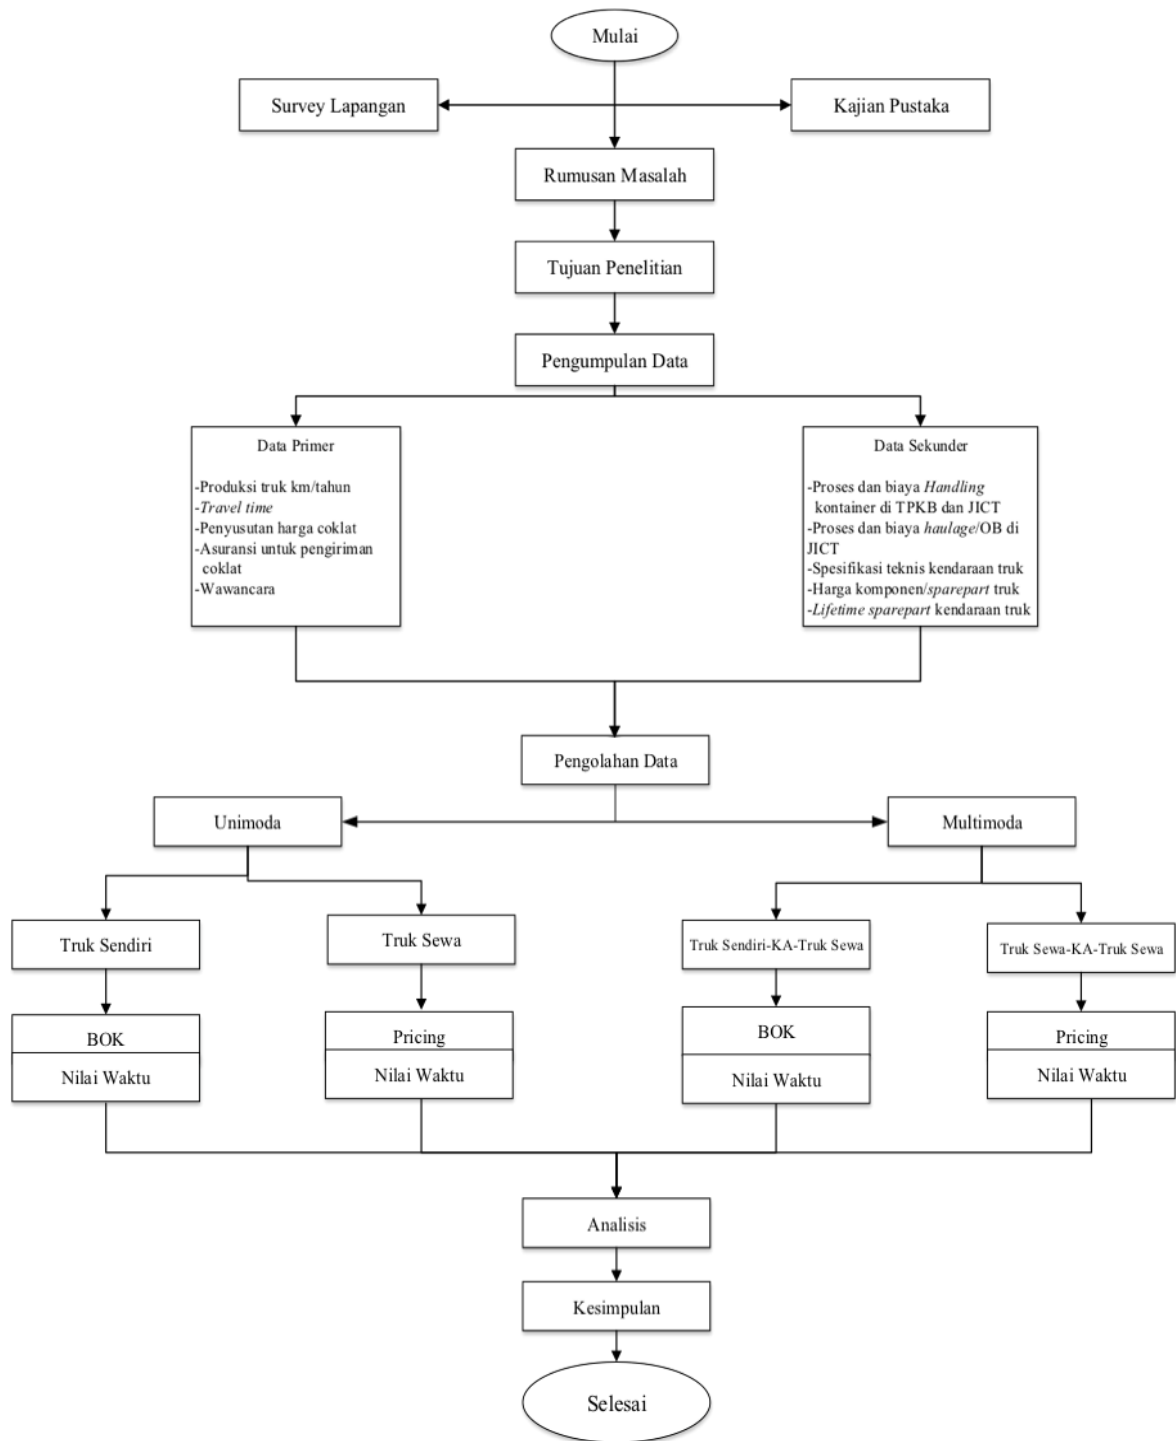 Mulai
Survey Lapangan
Kajian Pustaka
Rumusan Masalah
Tujuan Penelitian
Pengumpulan Data
Data Primer
-Produksi truk km/tahun
-Travel time
-Penyusutan harga coklat
-Asuransi untuk pengiriman
coklat
-Wawancara
Data Sekunder
-Proses dan biaya Handling
kontainer di TPKB dan JICT
-Proses dan biaya haulage/OB di
JICT
-Spesifikasi teknis kendaraan truk
-Harga komponen/sparepart truk
-Lifetime sparepart kendaraan truk
Pengolahan Data
Unimoda
Multimoda
Truk Sendiri
Truk Sewa
Truk Sendiri-KA-Truk Sewa
Truk Sewa-KA-Truk Sewa
BOK
Nilai Waktu
Pricing
Nilai Waktu
BOK
Nilai Waktu
Pricing
Nilai Waktu
Analisis
Kesimpulan
Selesai